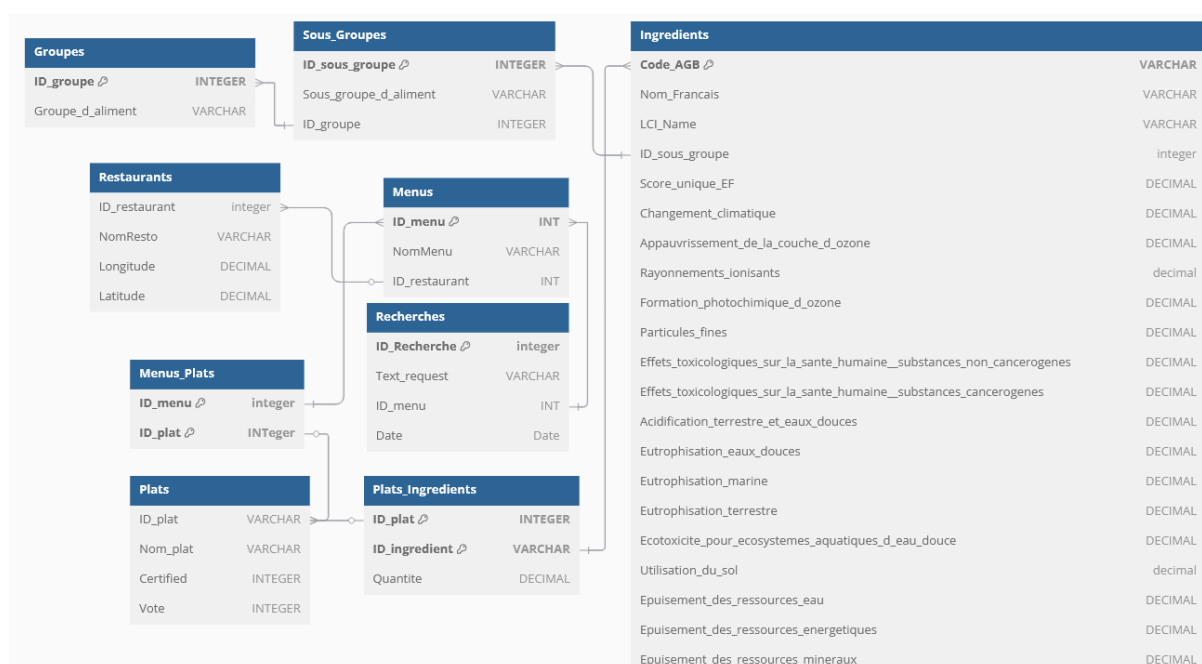 Groupes
ID_groupe INTEGER
Groupe_d_aliment VARCHAR
Sous_Groupes
ID_sous_groupe INTEGER
Sous_groupe_d_aliment VARCHAR
ID_groupe INTEGER
Restaurants
ID_restaurant integer
NomResto VARCHAR
Longitude DECIMAL
Latitude DECIMAL
Menus
ID_menu INT
NomMenu VARCHAR
ID_restaurant INT
Recherches
ID_Recherche integer
Text_request VARCHAR
ID_menu INT
Date Date
Menus_Plats
ID_menu integer
ID_plat INTeger
Plats
ID_plat VARCHAR
Nom_plat VARCHAR
Certified INTEGER
Vote INTEGER
Plats_Ingredients
ID_plat INTEGER
ID_ingredient VARCHAR
Quantite DECIMAL
Ingredients
Code_AGB VARCHAR
Nom_Francais VARCHAR
LCI_Name VARCHAR
ID_sous_groupe integer
Score_unique_EF DECIMAL
Changement_climatique DECIMAL
Appauvrissement_de_la_couche_d_ozone DECIMAL
Rayonnements_ionisants decimal
Formation_photochimique_d_ozone DECIMAL
Particules_fines DECIMAL
Effets_toxicologiques_sur_la_sante_humaine__substances_non_cancerogenes DECIMAL
Effets_toxicologiques_sur_la_sante_humaine__substances_cancerogenes DECIMAL
Acidification_terrestre_et_eaux_douces DECIMAL
Eutrophisation_eaux_douces DECIMAL
Eutrophisation_marine DECIMAL
Eutrophisation_terrestre DECIMAL
Ecotoxicite_pour_ecosystemes_aquatiques_d_eau_douce DECIMAL
Utilisation_du_sol decimal
Epuisement_des_ressources_eau DECIMAL
Epuisement_des_ressources_energetiques DECIMAL
Epuisement_des_ressources_mineraux DECIMAL